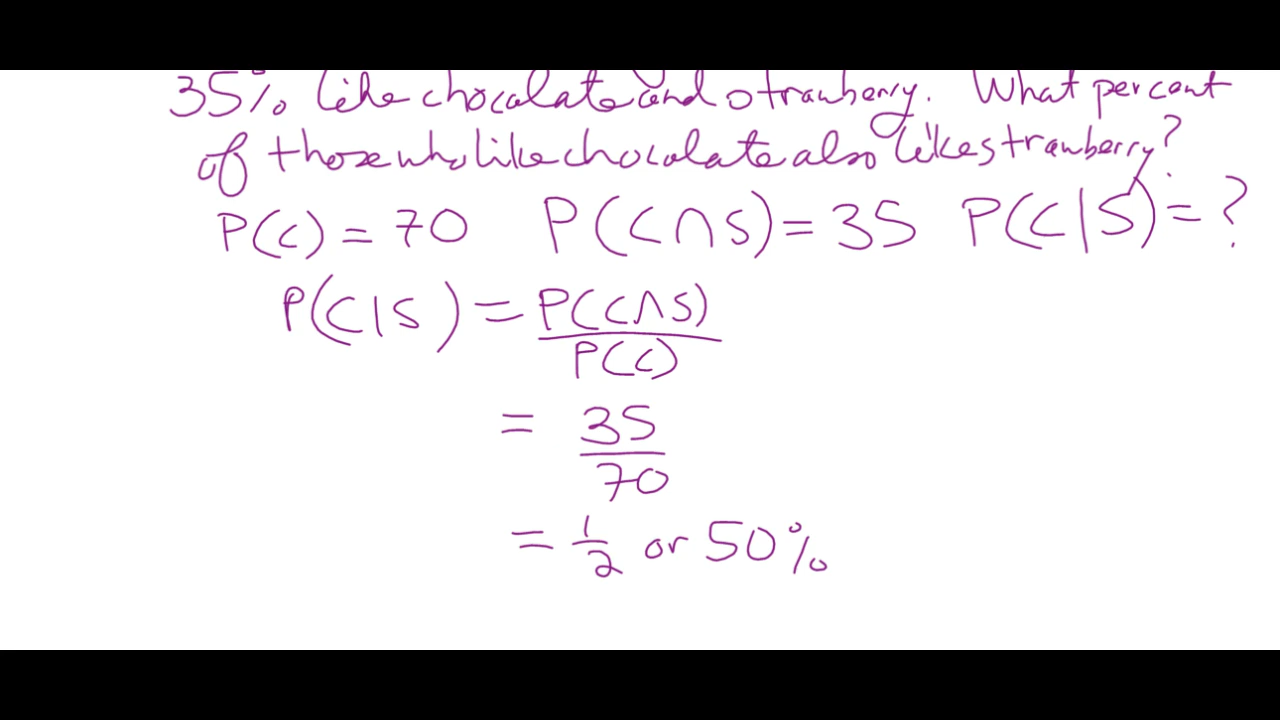 35% like chocolate and strawberry. What percent
of those who like chocolate also like strawberry?
P(C) = 70 P(C∩S) = 35 P(C|S) = ?
P(C|S) = P(C∩S)
P(C)
= 35
70
= 1/2 or 50%